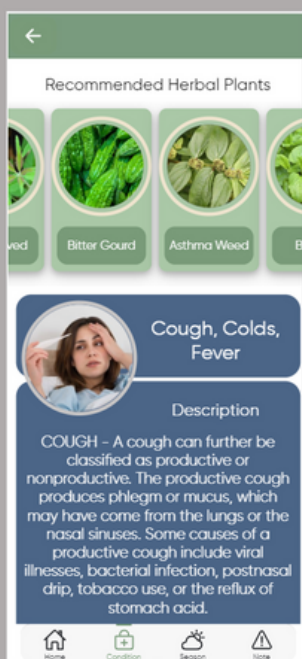 Recommended Herbal Plants
ved
Bitter Gourd
Asthma Weed
B
Cough, Colds,
Fever
Description
COUGH - A cough can further be
classified as productive or
nonproductive. The productive cough
produces phlegm or mucus, which
may have come from the lungs or the
nasal sinuses. Some causes of a
productive cough include viral
illnesses, bacterial infection, postnasal
drip, tobacco use, or the reflux of
stomach acid.
Home
Condition
Season
Note